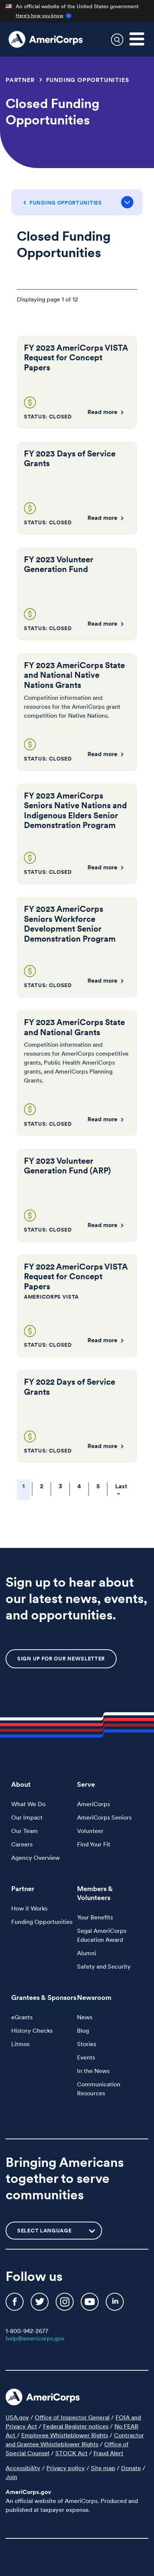 An official website of the United States government
Here's how you know
AmeriCorps
PARTNER > FUNDING OPPORTUNITIES
Closed Funding
Opportunities
FUNDING OPPORTUNITIES
Closed Funding
Opportunities
Displaying page 1 of 12
FY 2023 AmeriCorps VISTA
Request for Concept
Papers
Read more
STATUS: CLOSED
FY 2023 Days of Service
Grants
Read more
STATUS: CLOSED
FY 2023 Volunteer
Generation Fund
Read more
STATUS: CLOSED
FY 2023 AmeriCorps State
and National Native
Nations Grants
Competition information and
resources for the AmeriCorps grant
competition for Native Nations.
Read more
STATUS: CLOSED
FY 2023 AmeriCorps
Seniors Native Nations and
Indigenous Elders Senior
Demonstration Program
Read more
STATUS: CLOSED
FY 2023 AmeriCorps
Seniors Workforce
Development Senior
Demonstration Program
Read more
STATUS: CLOSED
FY 2023 AmeriCorps State
and National Grants
Competition information and
resources for AmeriCorps competitive
grants, Public Health AmeriCorps
grants, and AmeriCorps Planning
Grants.
Read more
STATUS: CLOSED
FY 2023 Volunteer
Generation Fund (ARP)
Read more
STATUS: CLOSED
FY 2022 AmeriCorps VISTA
Request for Concept
Papers
AMERICORPS VISTA
Read more
STATUS: CLOSED
FY 2022 Days of Service
Grants
Read more
STATUS: CLOSED
1 2 3 4 5 Last
Sign up to hear about
our latest news, events,
and opportunities.
SIGN UP FOR OUR NEWSLETTER
About
What We Do
Our Impact
Our Team
Careers
Agency Overview
Serve
AmeriCorps
AmeriCorps Seniors
Volunteer
Find Your Fit
Partner
How it Works
Funding Opportunities
Members &
Volunteers
Your Benefits
Segal AmeriCorps
Education Award
Alumni
Safety and Security
Grantees & Sponsors
eGrants
History Checks
Litmos
Newsroom
News
Blog
Stories
Events
In the News
Communication
Resources
Bringing Americans
together to serve
communities
SELECT LANGUAGE
Follow us
1-800-942-2677
help@americorps.gov
AmeriCorps
USA.gov / Office of Inspector General / FOIA and
Privacy Act / Federal Register notices / No FEAR
Act / Employee Whistleblower Rights / Contractor
and Grantee Whistleblower Rights / Office of
Special Counsel / STOCK Act / Fraud Alert
Accessibility / Privacy policy / Site map / Donate /
Join
AmeriCorps.gov
An official website of AmeriCorps. Produced and
published at taxpayer expense.